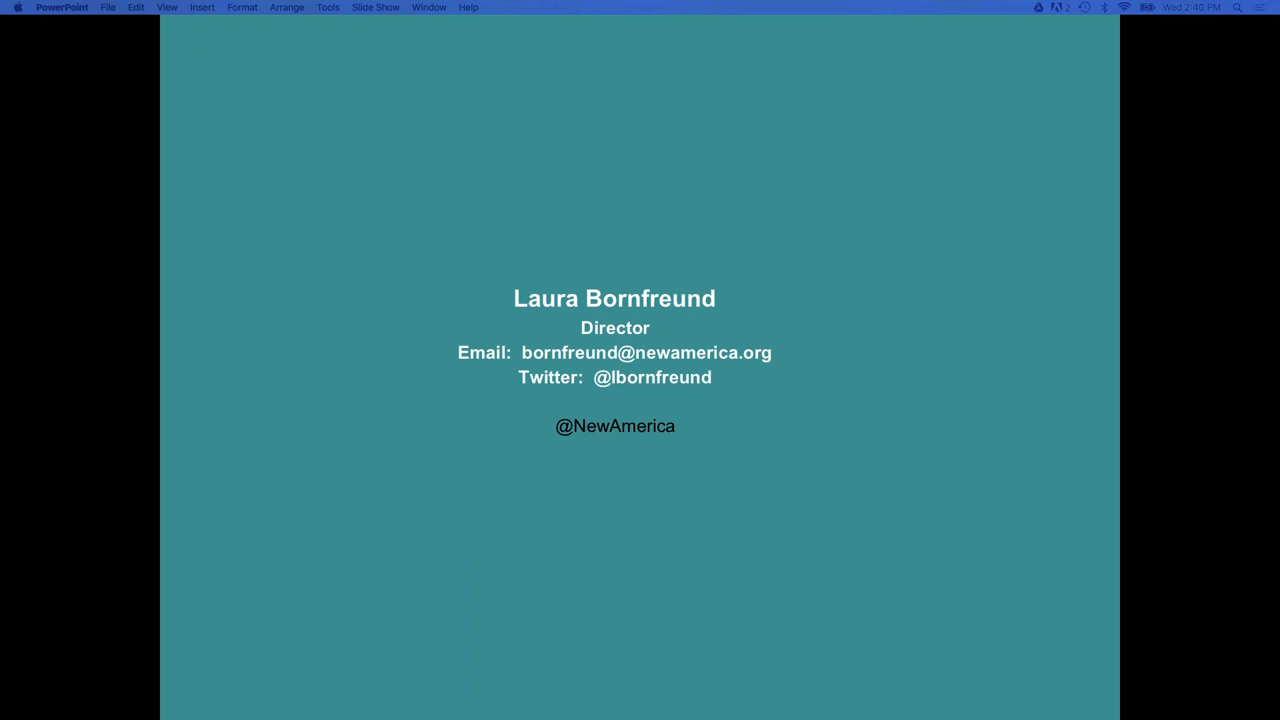 PowerPoint File Edit View Insert Format Arrange Tools Slide Show Window Help 2 Wed 2:40 PM
Laura Bornfreund
Director
Email: bornfreund@newamerica.org
Twitter: @lbornfreund
@NewAmerica